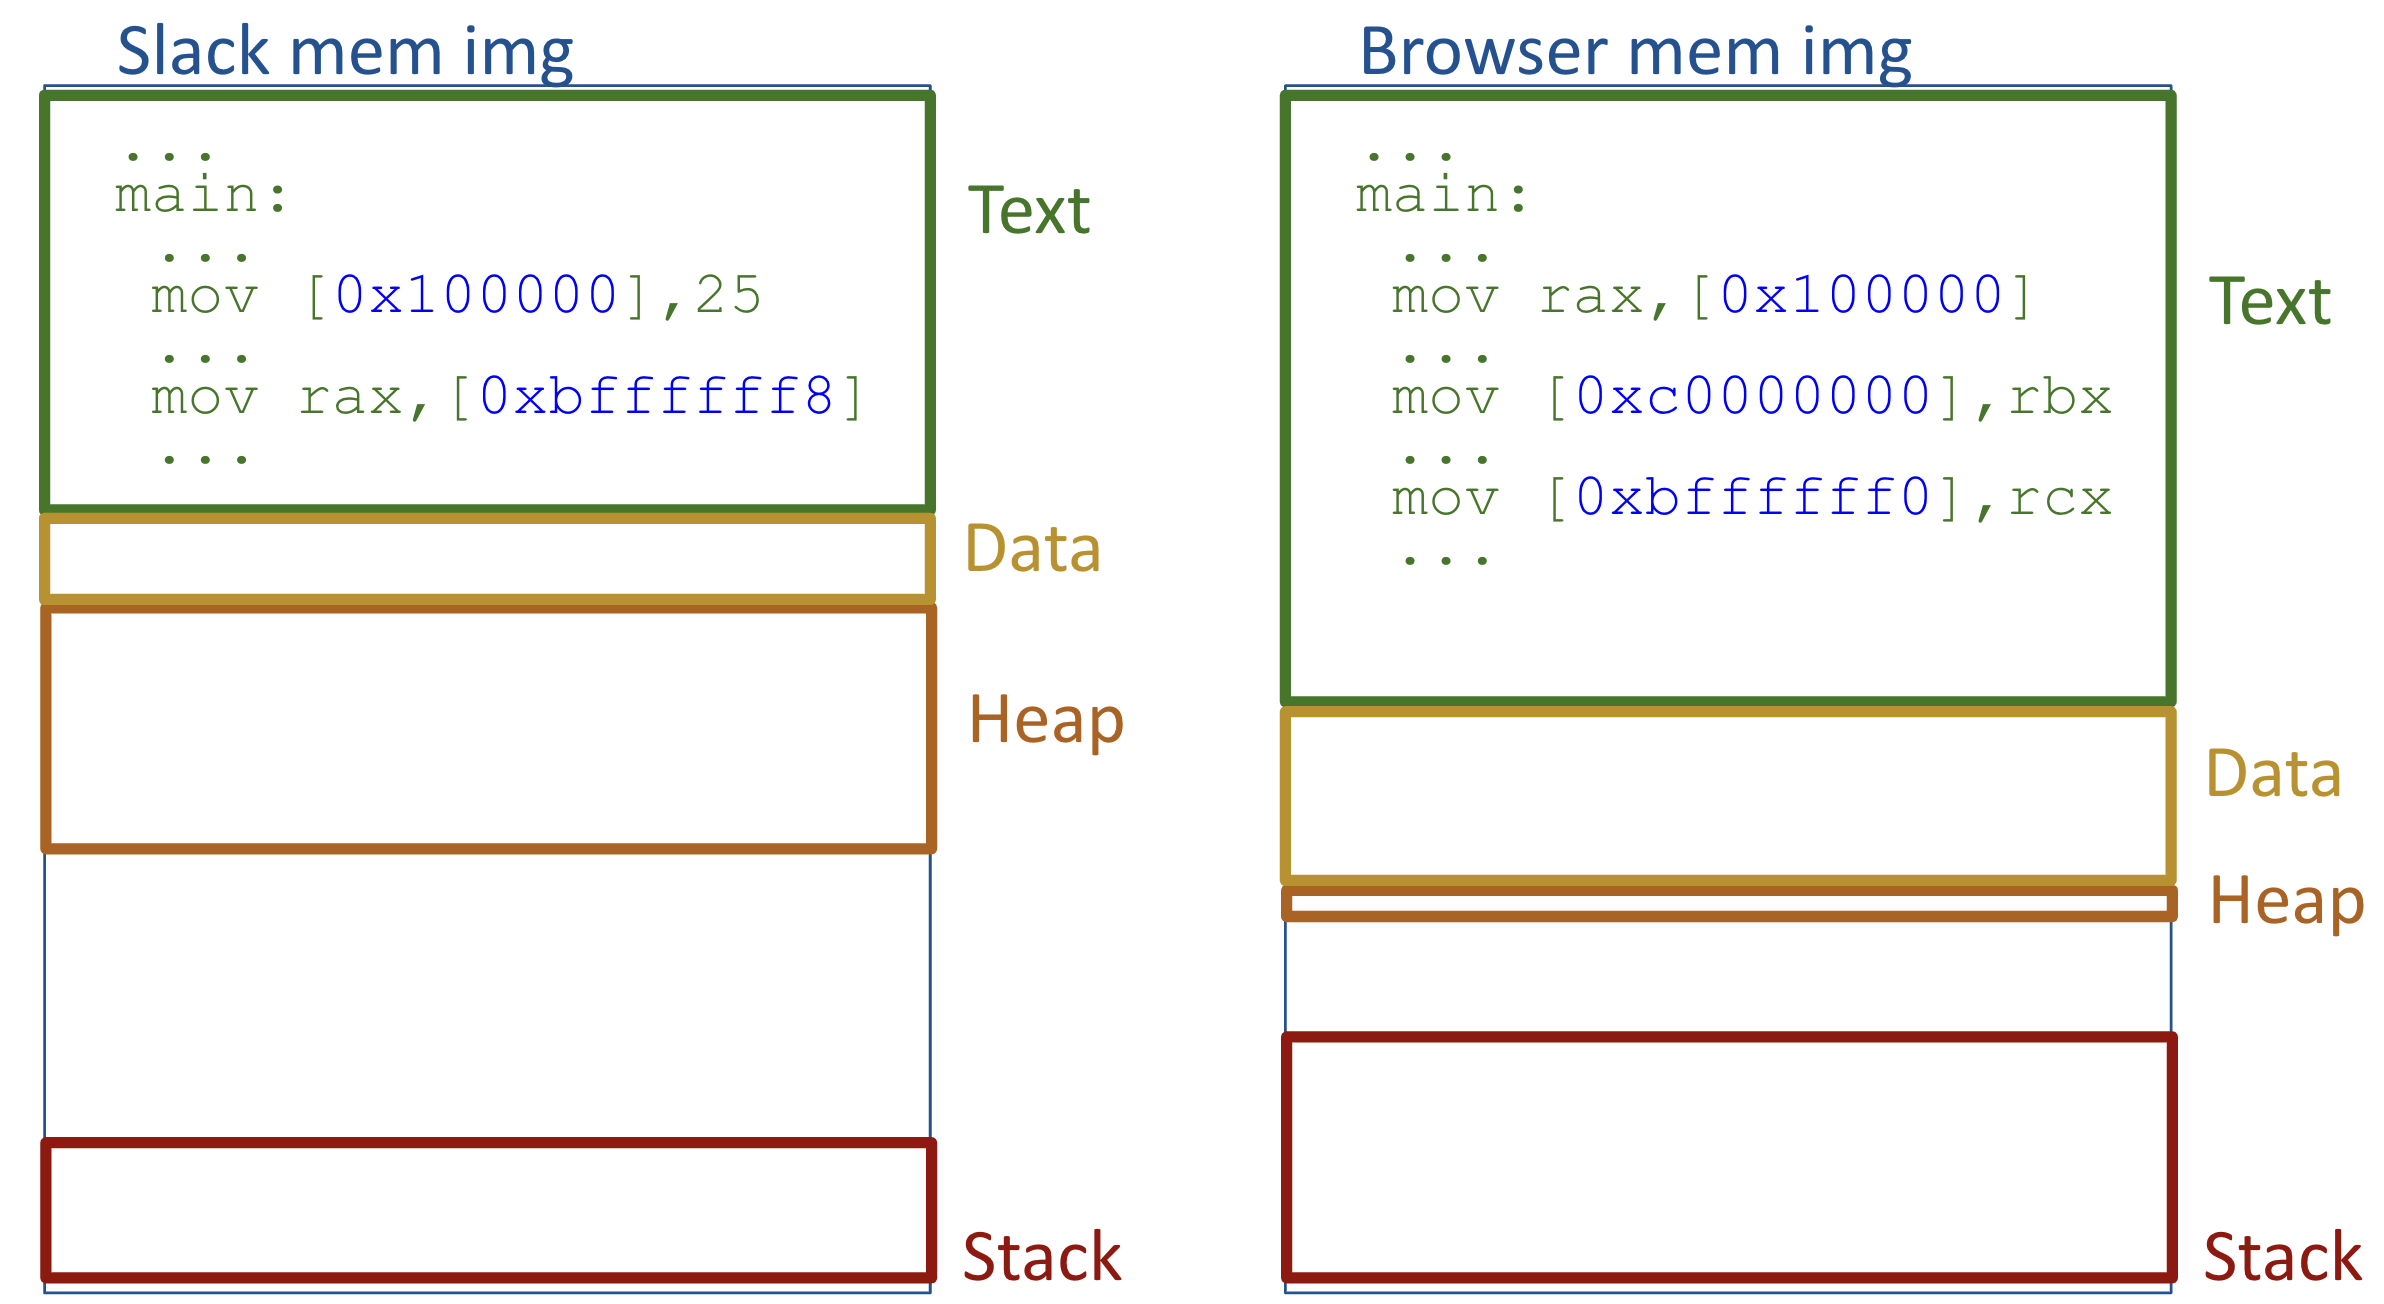 Slack mem img
...
main:
...
mov [0x100000],25
...
mov rax,[0xbffffff8]
...
Text
Data
Heap
Stack
Browser mem img
...
main:
...
mov rax,[0x100000]
...
mov [0xc0000000],rbx
...
mov [0xbffffff0],rcx
...
Text
Data
Heap
Stack